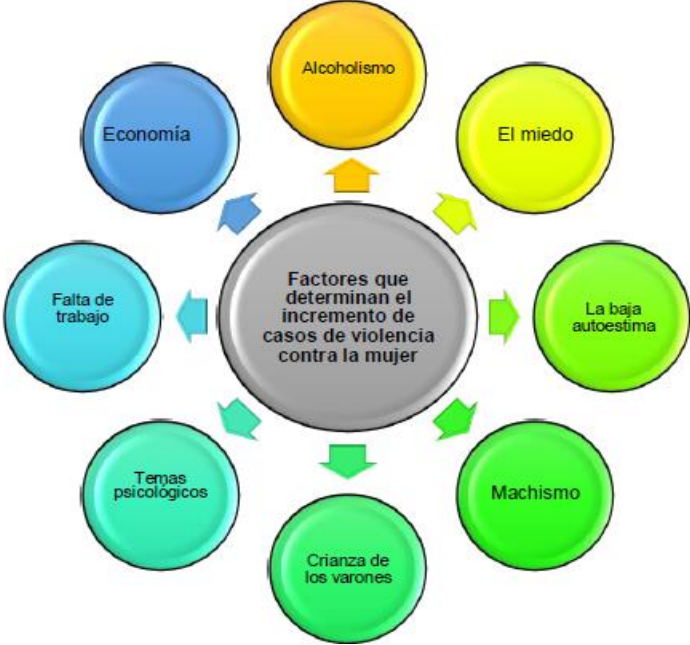 Alcoholismo
El miedo
La baja
autoestima
Machismo
Crianza de
los varones
Temas
psicológicos
Falta de
trabajo
Economía
Factores que
determinan el
incremento de
casos de violencia
contra la mujer